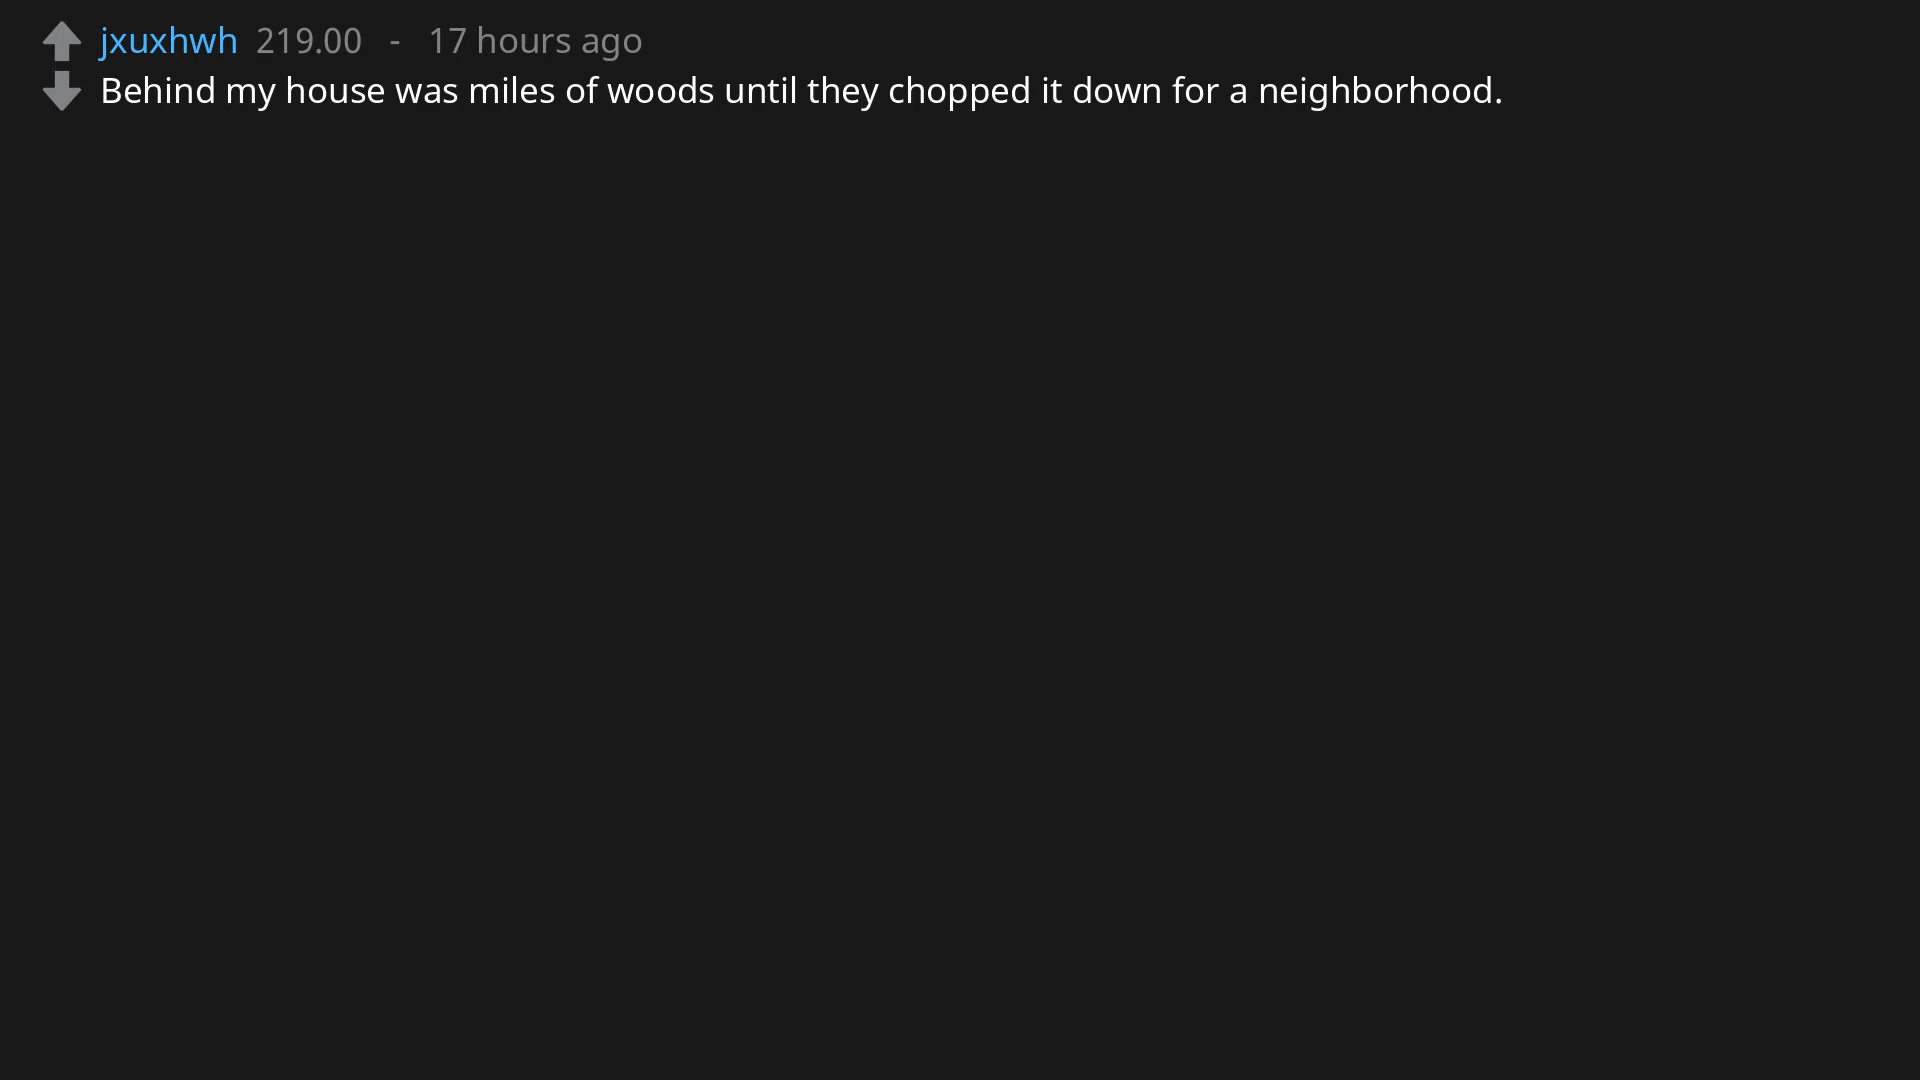 jxuxhwh 219.00 - 17 hours ago
Behind my house was miles of woods until they chopped it down for a neighborhood.